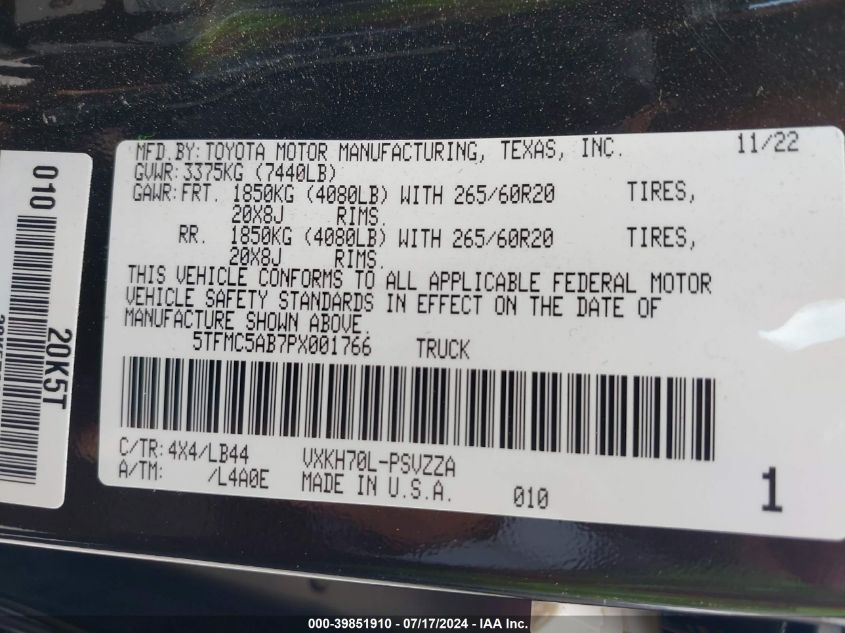 MFD.BY:TOYOTA MOTOR MANUFACTURING, TEXAS, INC. 11/22
GVWR:3375KG (7440LB)
GAWR:FRT. 1850KG (4080LB) WITH 265/60R20 TIRES,
20X8J RIMS.
RR. 1850KG (4080LB) WITH 265/60R20 TIRES,
20X8J RIMS.
THIS VEHICLE CONFORMS TO ALL APPLICABLE FEDERAL MOTOR
VEHICLE SAFETY STANDARDS IN EFFECT ON THE DATE OF
MANUFACTURE SHOWN ABOVE.
5TFMC5AB7PX001766 TRUCK
C/TR:4X4/LB44 VXKH70L-PSVZZA
A/TM: /L4A0E MADE IN U.S.A. 010 1
010
20K5T
000-39851910 / 07/17/2024 / IAA Copyright